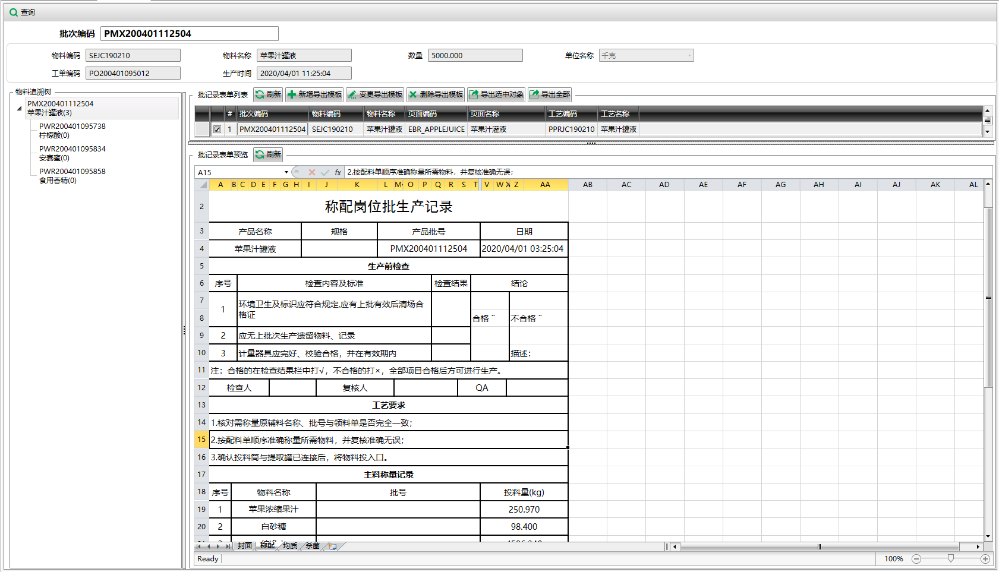 查询
批次编码 PMX200401112504
物料编码 SEJC190210 物料名称 苹果汁罐液 数量 5000.000 单位名称 千克
工单编码 PO200401095012 生产时间 2020/04/01 11:25:04
物料追溯树
PMX200401112504
苹果汁罐液(3)
PWR200401095738
柠檬酸(0)
PWR200401095834
安赛蜜(0)
PWR200401095858
食用香精(0)
批记录表单列表 刷新 新增导出模板 变更导出模板 删除导出模板 导出选中对象 导出全部
# 批次编码 物料编码 物料名称 页面编码 页面名称 工艺编码 工艺名称
1 PMX200401112504 SEJC190210 苹果汁罐液 EBR_APPLEJUICE 苹果汁灌液 PPRJC190210 苹果汁罐液
批记录表单预览 刷新
A15 fx 2.按配料单顺序准确称量所需物料，并复核准确无误；
A B C D E F G H I J K L M O P Q R S T V W X Z AA AB AC AD AE AF AG AH AI AJ AK AL
2 称配岗位批生产记录
3 产品名称 规格 产品批号 日期
4 苹果汁罐液 PMX200401112504 2020/04/01 03:25:04
5 生产前检查
6 序号 检查内容及标准 检查结果 结论
7 1 环境卫生及标识应符合规定,应有上批有效后清场合
8 格证 合格 ¨ 不合格 ¨
9 2 应无上批次生产遗留物料、记录
10 3 计量器具应完好、校验合格，并在有效期内 描述：
11 注：合格的在检查结果栏中打√，不合格的打×，全部项目合格后方可进行生产。
12 检查人 复核人 QA
13 工艺要求
14 1.核对需称量原辅料名称、批号与领料单是否完全一致；
15 2.按配料单顺序准确称量所需物料，并复核准确无误；
16 3.确认投料筒与提取罐已连接后，将物料投入口。
17 主料称量记录
18 序号 物料名称 批号 投料量(kg)
19 1 苹果浓缩果汁 250.970
20 2 白砂糖 98.400
封面 称配 均质 杀菌
Ready 100%